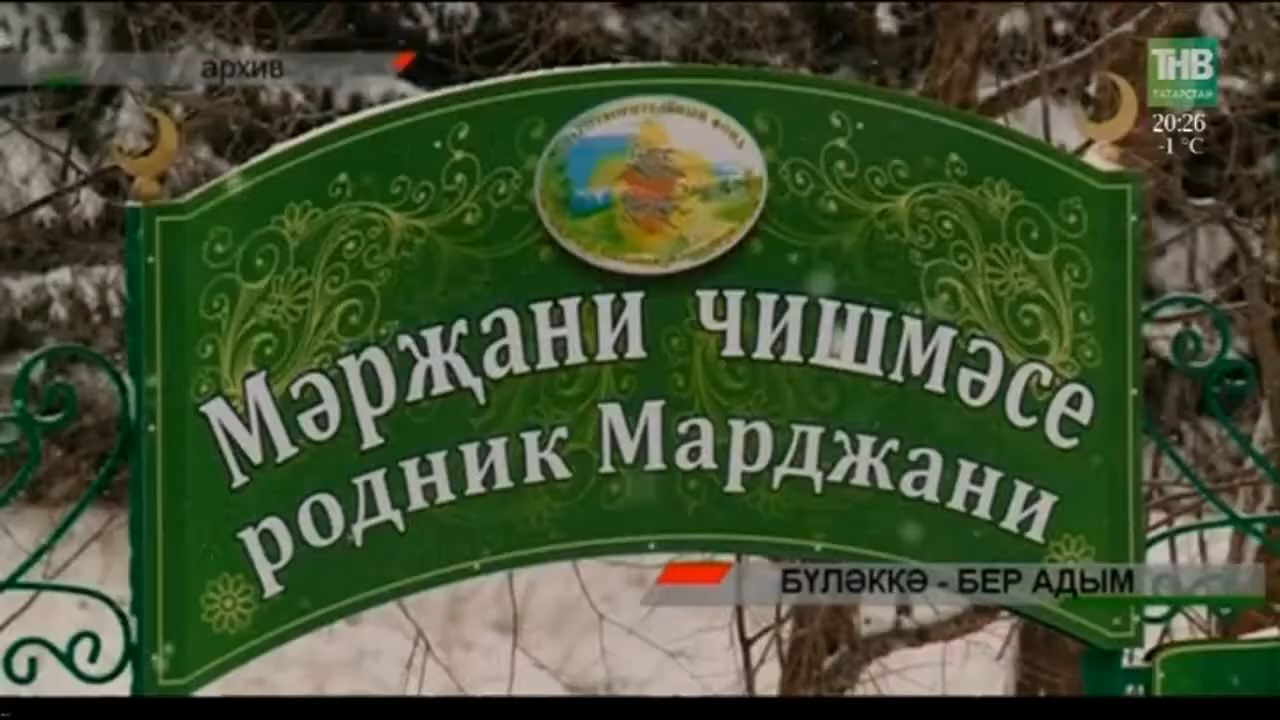 архив
ТНВ
ТАТАРСТАН
20:26
-1 °C
Мәрҗани чишмәсе
родник Марджани
БҮЛӘККӘ - БЕР АДЫМ